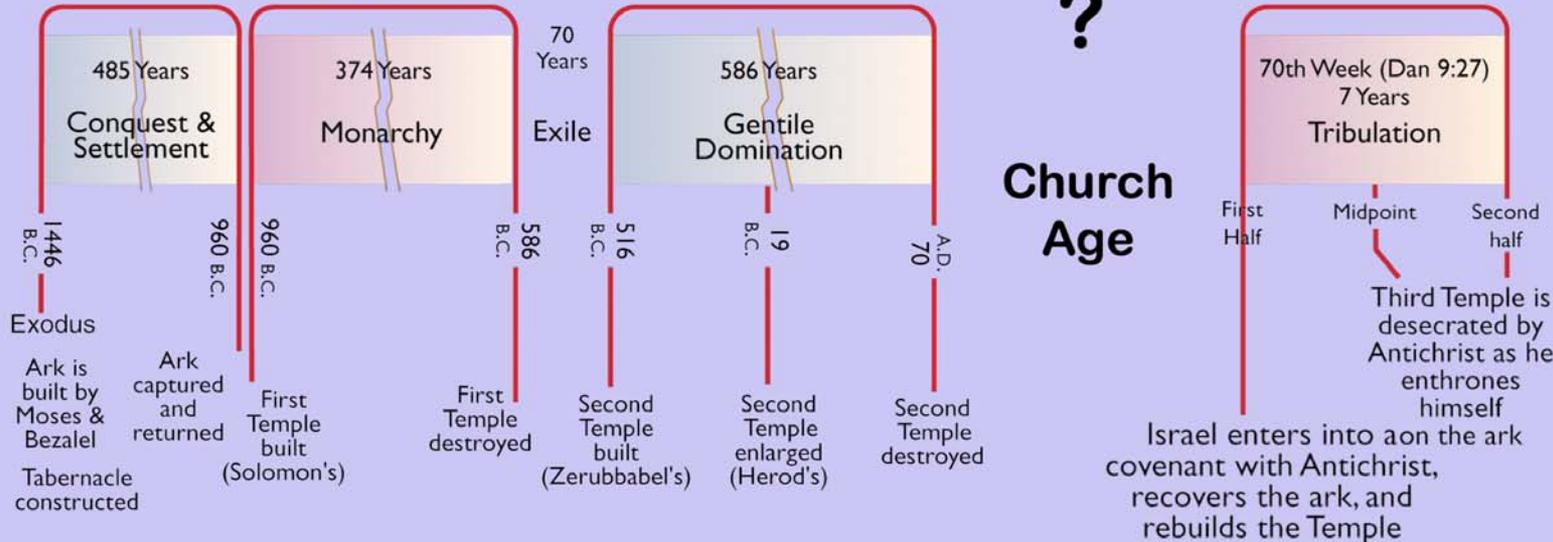 485 Years
Conquest &
Settlement
374 Years
Monarchy
70
Years
Exile
586 Years
Gentile
Domination
?
Church
Age
70th Week (Dan 9:27)
7 Years
Tribulation
1446
B.C.
960 B.C.
960 B.C.
586
B.C.
516
B.C.
19
B.C.
A.D.
70
First
Half
Midpoint
Second
half
Exodus
Ark is
built by
Moses &
Bezalel
Tabernacle
constructed
Ark
captured
and
returned
First
Temple
built
(Solomon's)
First
Temple
destroyed
Second
Temple
built
(Zerubbabel's)
Second
Temple
enlarged
(Herod's)
Second
Temple
destroyed
Third Temple is
desecrated by
Antichrist as he
enthrones
himself
on the ark
Israel enters into a
covenant with Antichrist,
recovers the ark, and
rebuilds the Temple